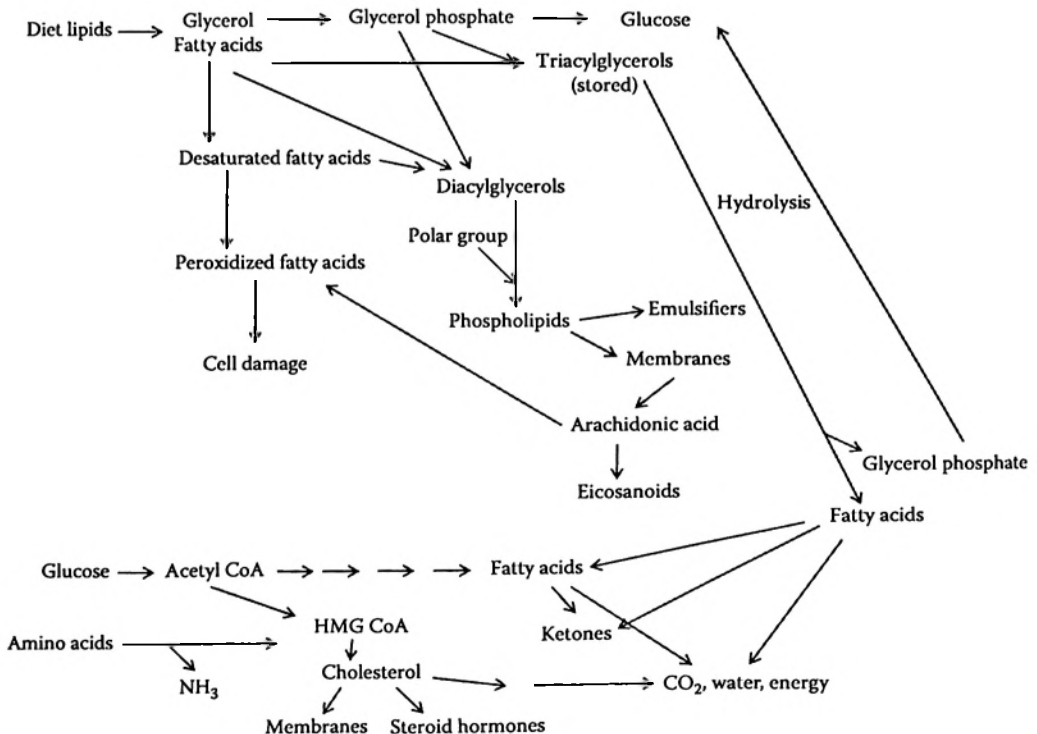 Diet lipids
Glycerol
Fatty acids
Glycerol phosphate
Glucose
Triacylglycerols
(stored)
Desaturated fatty acids
Diacylglycerols
Hydrolysis
Polar group
Peroxidized fatty acids
Phospholipids
Emulsifiers
Cell damage
Membranes
Arachidonic acid
Glycerol phosphate
Eicosanoids
Fatty acids
Glucose
Acetyl CoA
Fatty acids
HMG CoA
Ketones
Amino acids
Cholesterol
NH₃
CO₂, water, energy
Membranes
Steroid hormones